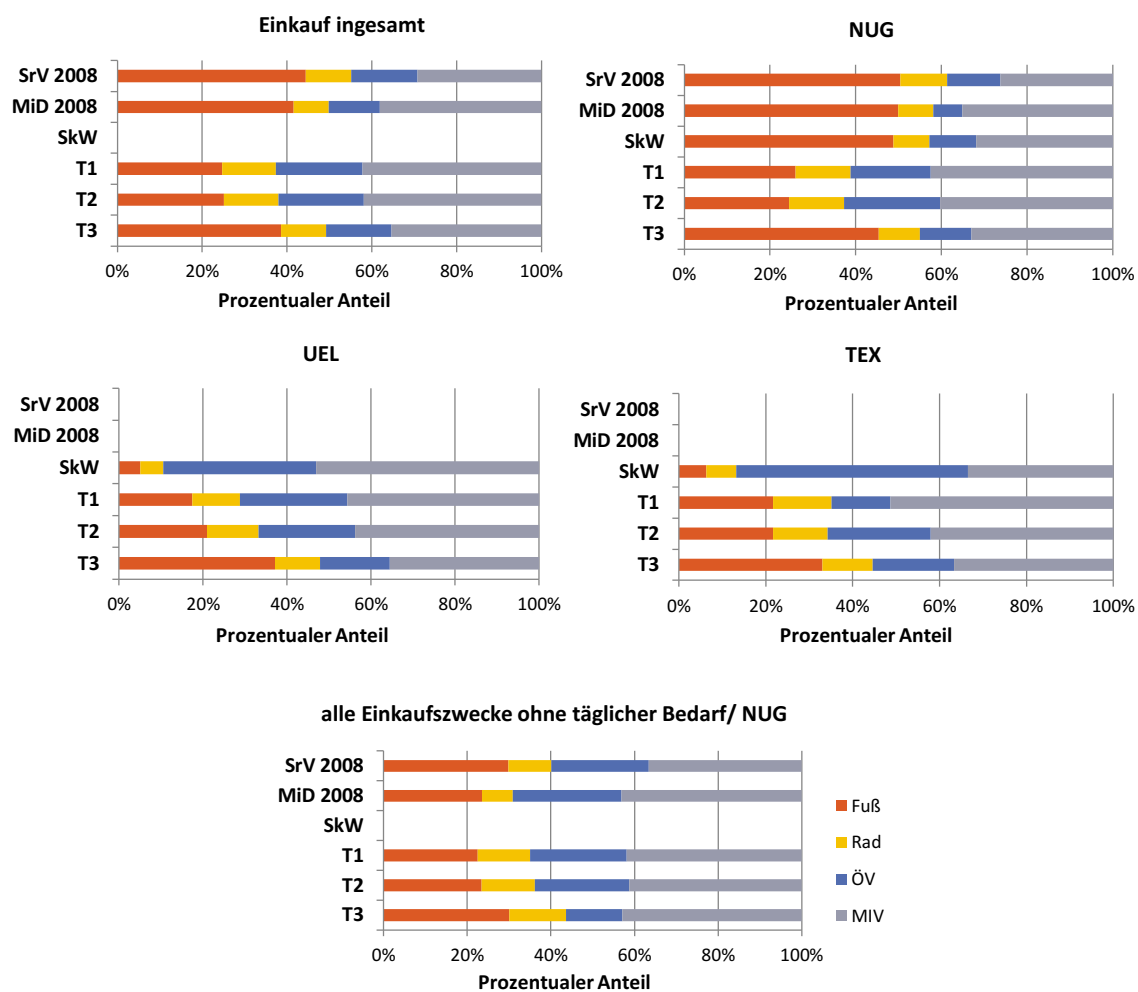 Einkauf ingesamt
SrV 2008
MiD 2008
SkW
T1
T2
T3
0% 20% 40% 60% 80% 100%
Prozentualer Anteil
NUG
SrV 2008
MiD 2008
SkW
T1
T2
T3
0% 20% 40% 60% 80% 100%
Prozentualer Anteil
UEL
SrV 2008
MiD 2008
SkW
T1
T2
T3
0% 20% 40% 60% 80% 100%
Prozentualer Anteil
TEX
SrV 2008
MiD 2008
SkW
T1
T2
T3
0% 20% 40% 60% 80% 100%
Prozentualer Anteil
alle Einkaufszwecke ohne täglicher Bedarf/ NUG
SrV 2008
MiD 2008
SkW
T1
T2
T3
0% 20% 40% 60% 80% 100%
Prozentualer Anteil
Fuß
Rad
ÖV
MIV